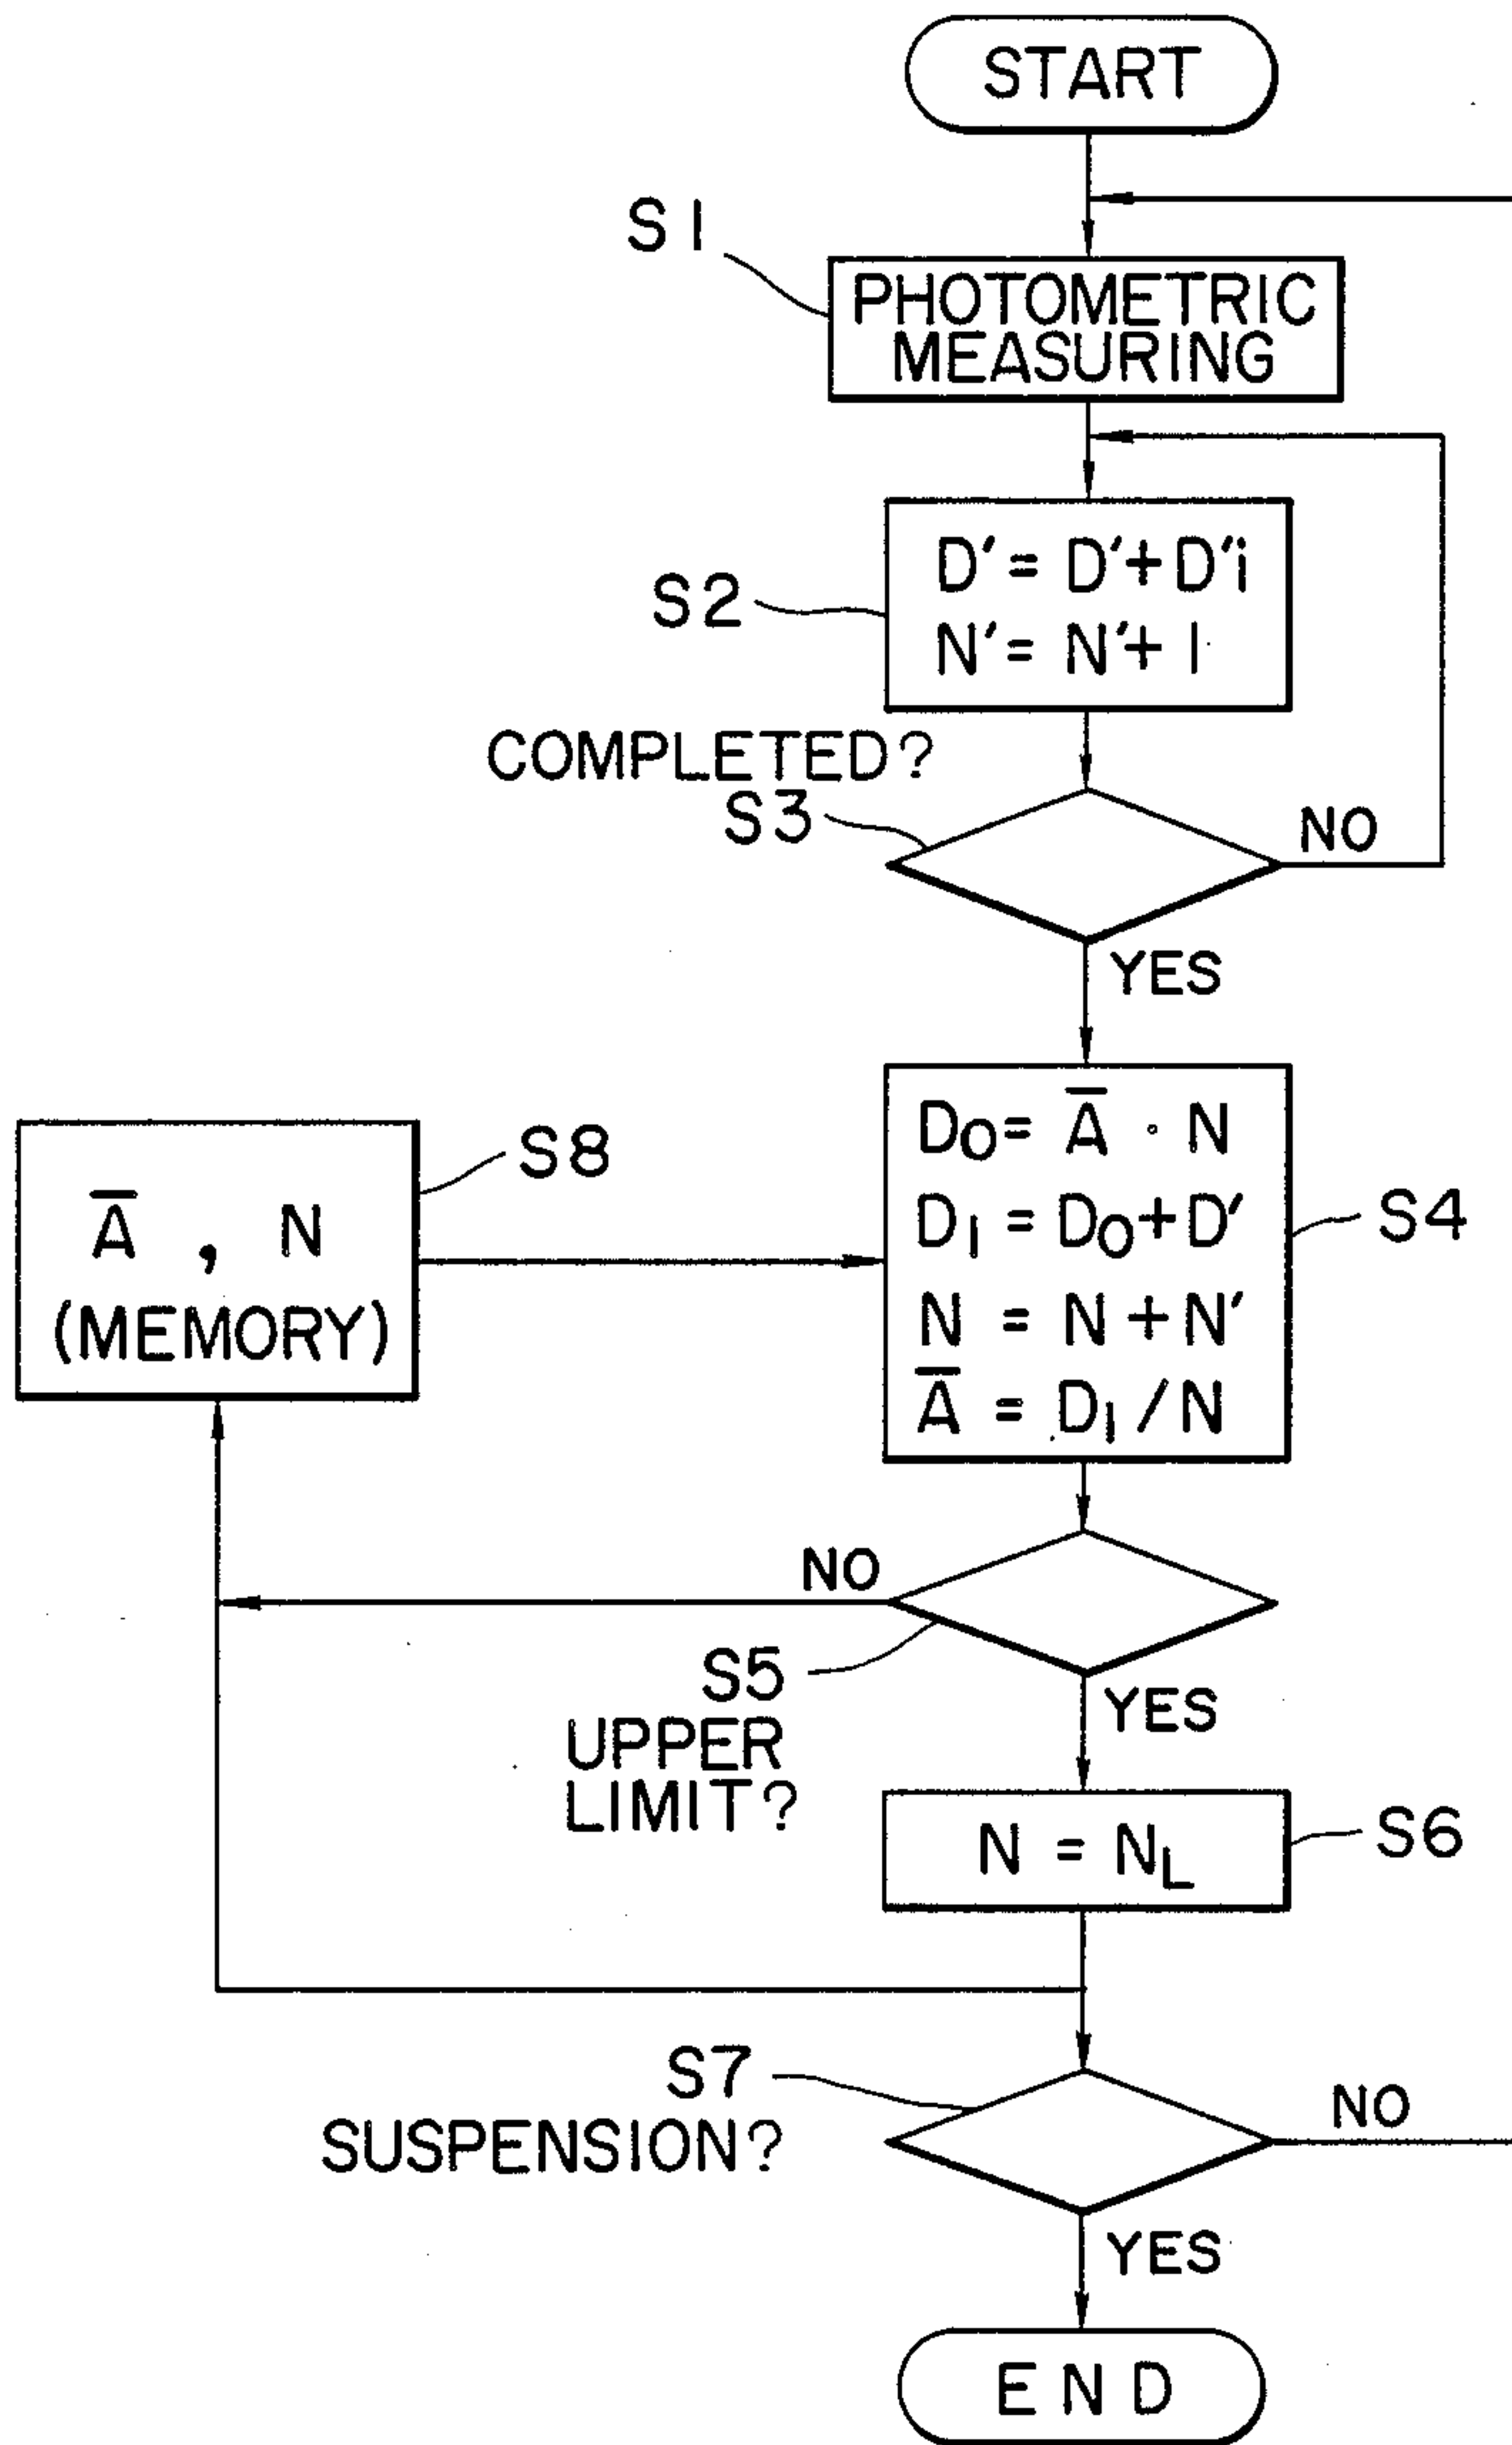 START
S1
PHOTOMETRIC
MEASURING
D' = D' + D'i
N' = N' + 1
S2
COMPLETED?
S3
NO
YES
D₀ = A̅ · N
D₁ = D₀ + D'
N = N + N'
A̅ = D₁ / N
S4
S8
A̅ , N
(MEMORY)
NO
S5
UPPER
LIMIT?
YES
N = N_L
S6
S7
SUSPENSION?
NO
YES
END